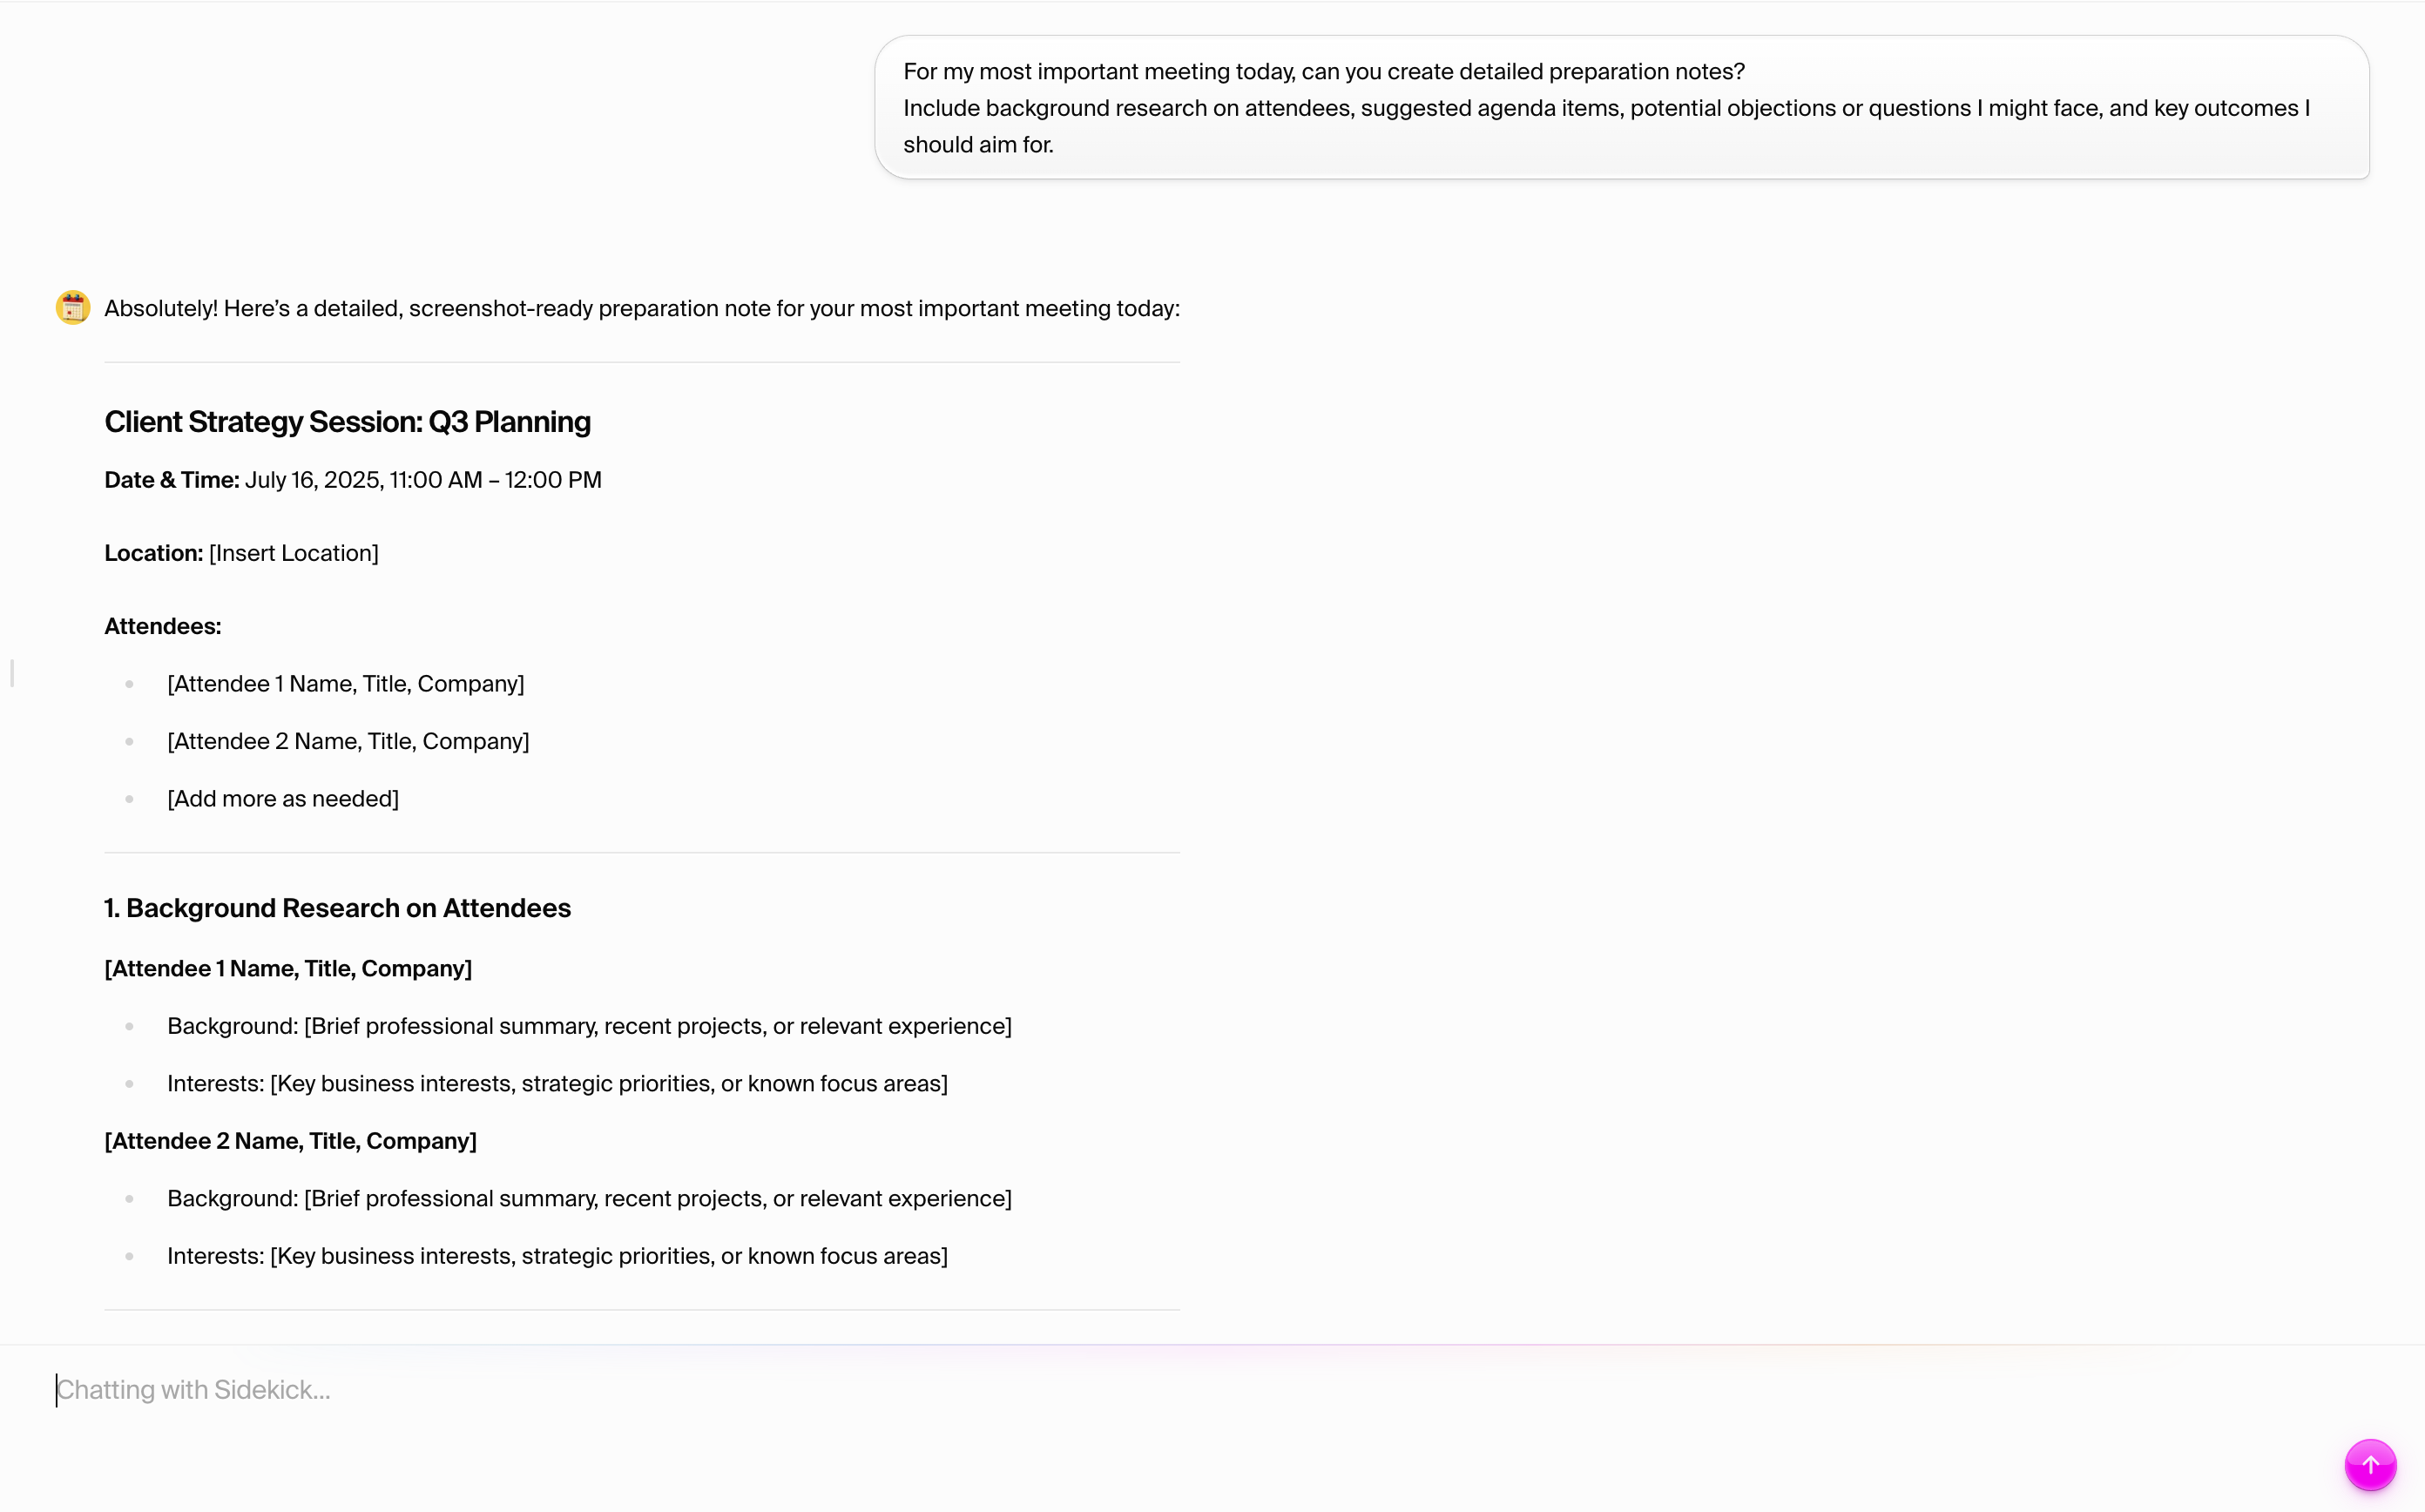 For my most important meeting today, can you create detailed preparation notes?
Include background research on attendees, suggested agenda items, potential objections or questions I might face, and key outcomes I
should aim for.
Absolutely! Here’s a detailed, screenshot-ready preparation note for your most important meeting today:
Client Strategy Session: Q3 Planning
Date & Time: July 16, 2025, 11:00 AM – 12:00 PM
Location: [Insert Location]
Attendees:
[Attendee 1 Name, Title, Company]
[Attendee 2 Name, Title, Company]
[Add more as needed]
1. Background Research on Attendees
[Attendee 1 Name, Title, Company]
Background: [Brief professional summary, recent projects, or relevant experience]
Interests: [Key business interests, strategic priorities, or known focus areas]
[Attendee 2 Name, Title, Company]
Background: [Brief professional summary, recent projects, or relevant experience]
Interests: [Key business interests, strategic priorities, or known focus areas]
Chatting with Sidekick...